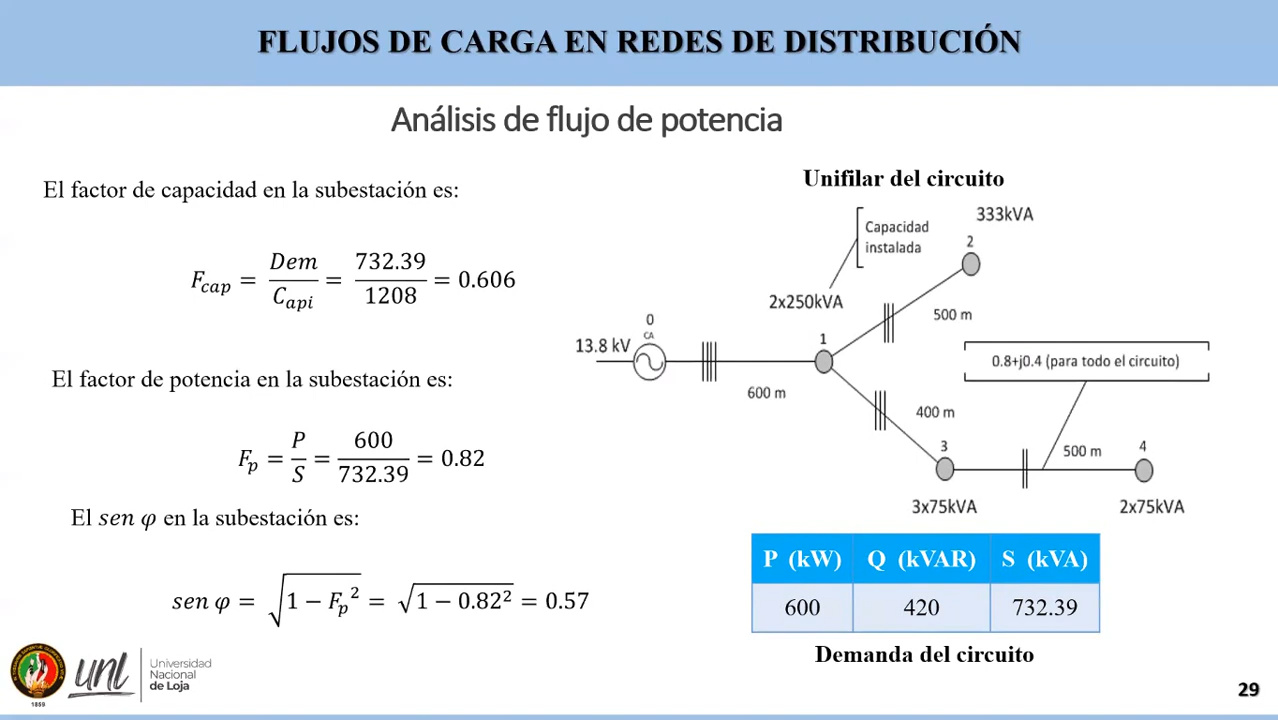 FLUJOS DE CARGA EN REDES DE DISTRIBUCIÓN
Análisis de flujo de potencia
El factor de capacidad en la subestación es:
F_cap = Dem / C_api = 732.39 / 1208 = 0.606
El factor de potencia en la subestación es:
F_p = P / S = 600 / 732.39 = 0.82
El sen φ en la subestación es:
sen φ = √(1 − F_p²) = √(1 − 0.82²) = 0.57
Unifilar del circuito
333kVA
Capacidad
instalada
2
2x250kVA
500 m
0
CA
13.8 kV
1
0.8+j0.4 (para todo el circuito)
600 m
400 m
3
500 m
4
3x75kVA
2x75kVA
P (kW) Q (kVAR) S (kVA)
600 420 732.39
Demanda del circuito
1859
unl
Universidad
Nacional
de Loja
29